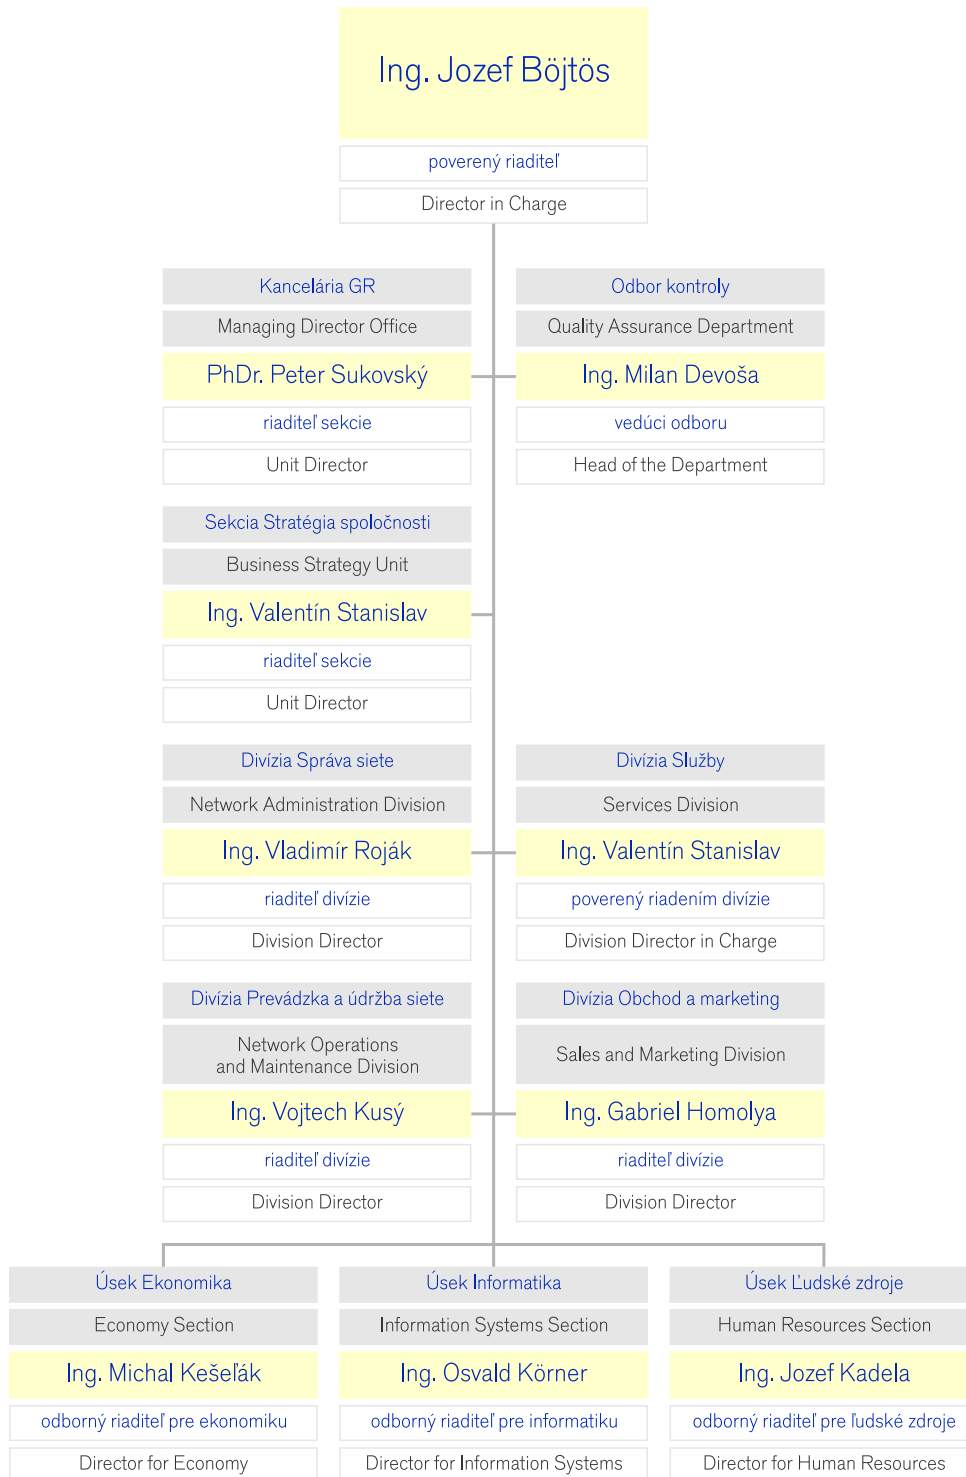 Ing. Jozef Böjtös
poverený riaditeľ
Director in Charge
Kancelária GR
Managing Director Office
PhDr. Peter Sukovský
riaditeľ sekcie
Unit Director
Odbor kontroly
Quality Assurance Department
Ing. Milan Devoša
vedúci odboru
Head of the Department
Sekcia Stratégia spoločnosti
Business Strategy Unit
Ing. Valentín Stanislav
riaditeľ sekcie
Unit Director
Divízia Správa siete
Network Administration Division
Ing. Vladimír Roják
riaditeľ divízie
Division Director
Divízia Služby
Services Division
Ing. Valentín Stanislav
poverený riadením divízie
Division Director in Charge
Divízia Prevádzka a údržba siete
Network Operations
and Maintenance Division
Ing. Vojtech Kusý
riaditeľ divízie
Division Director
Divízia Obchod a marketing
Sales and Marketing Division
Ing. Gabriel Homolya
riaditeľ divízie
Division Director
Úsek Ekonomika
Economy Section
Ing. Michal Kešeľák
odborný riaditeľ pre ekonomiku
Director for Economy
Úsek Informatika
Information Systems Section
Ing. Osvald Körner
odborný riaditeľ pre informatiku
Director for Information Systems
Úsek Ľudské zdroje
Human Resources Section
Ing. Jozef Kadela
odborný riaditeľ pre ľudské zdroje
Director for Human Resources